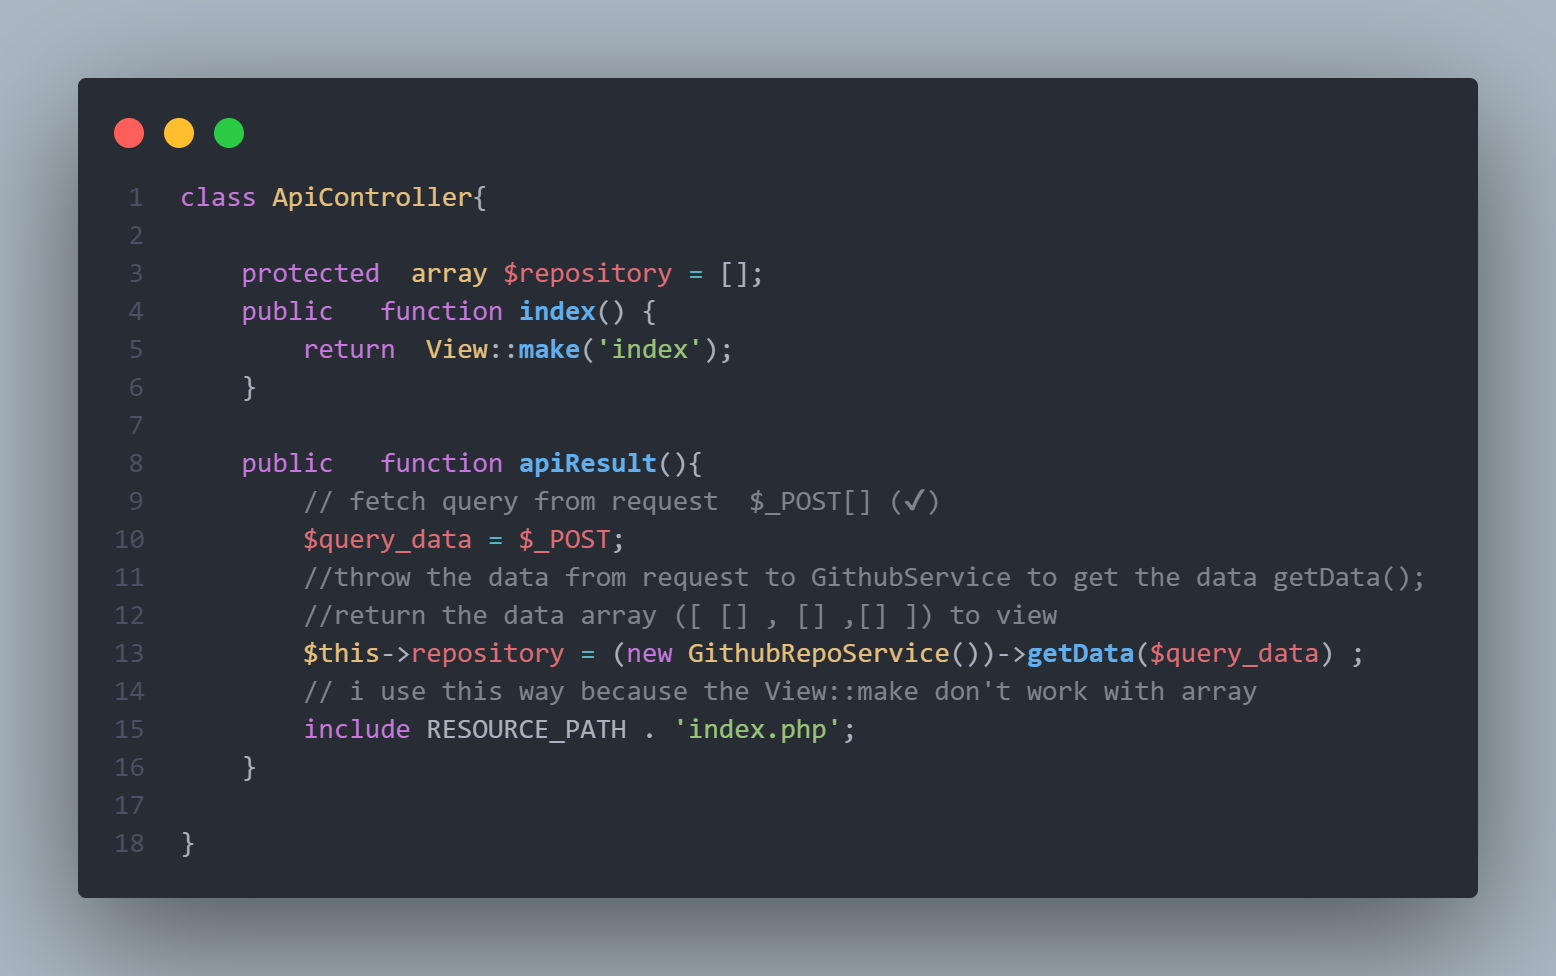 1 class ApiController{
2
3     protected  array $repository = [];
4     public   function index() {
5         return  View::make('index');
6     }
7
8     public   function apiResult(){
9         // fetch query from request  $_POST[] (✓)
10         $query_data = $_POST;
11         //throw the data from request to GithubService to get the data getData();
12         //return the data array ([ [] , [] ,[] ]) to view
13         $this->repository = (new GithubRepoService())->getData($query_data) ;
14         // i use this way because the View::make don't work with array
15         include RESOURCE_PATH . 'index.php';
16     }
17
18 }